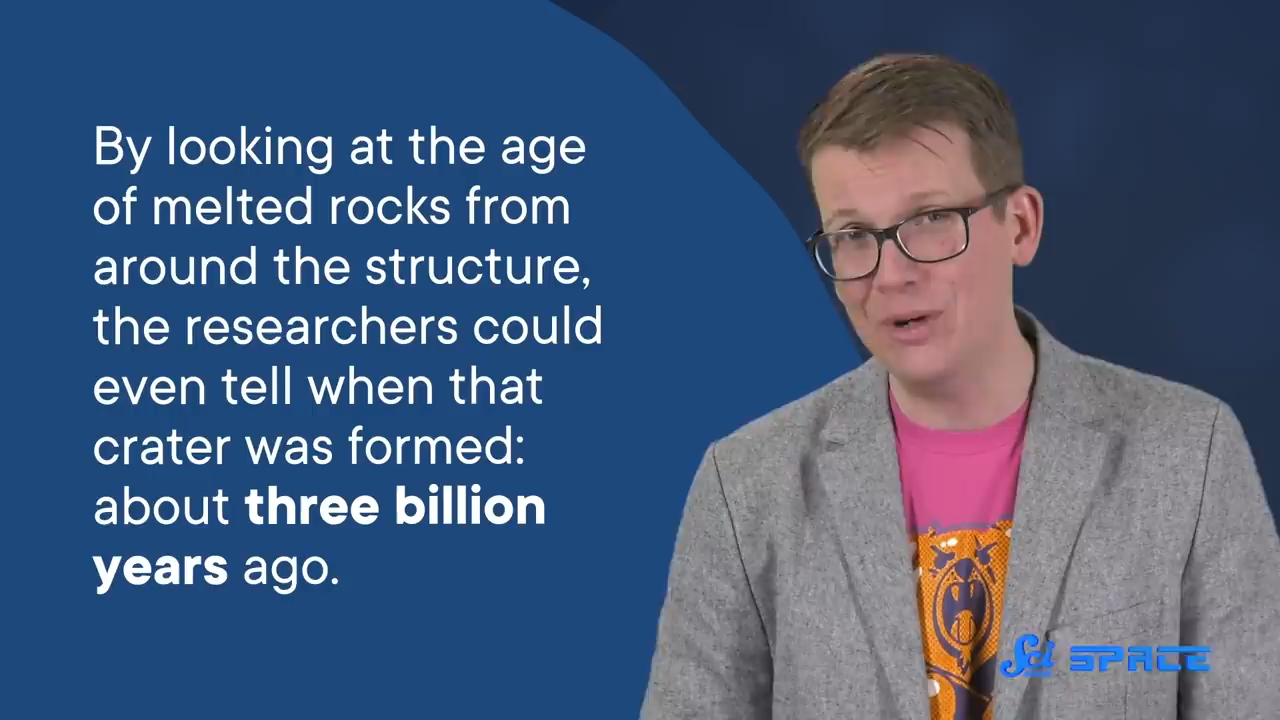 By looking at the age
of melted rocks from
around the structure,
the researchers could
even tell when that
crater was formed:
about three billion
years ago.
Sci SPACE